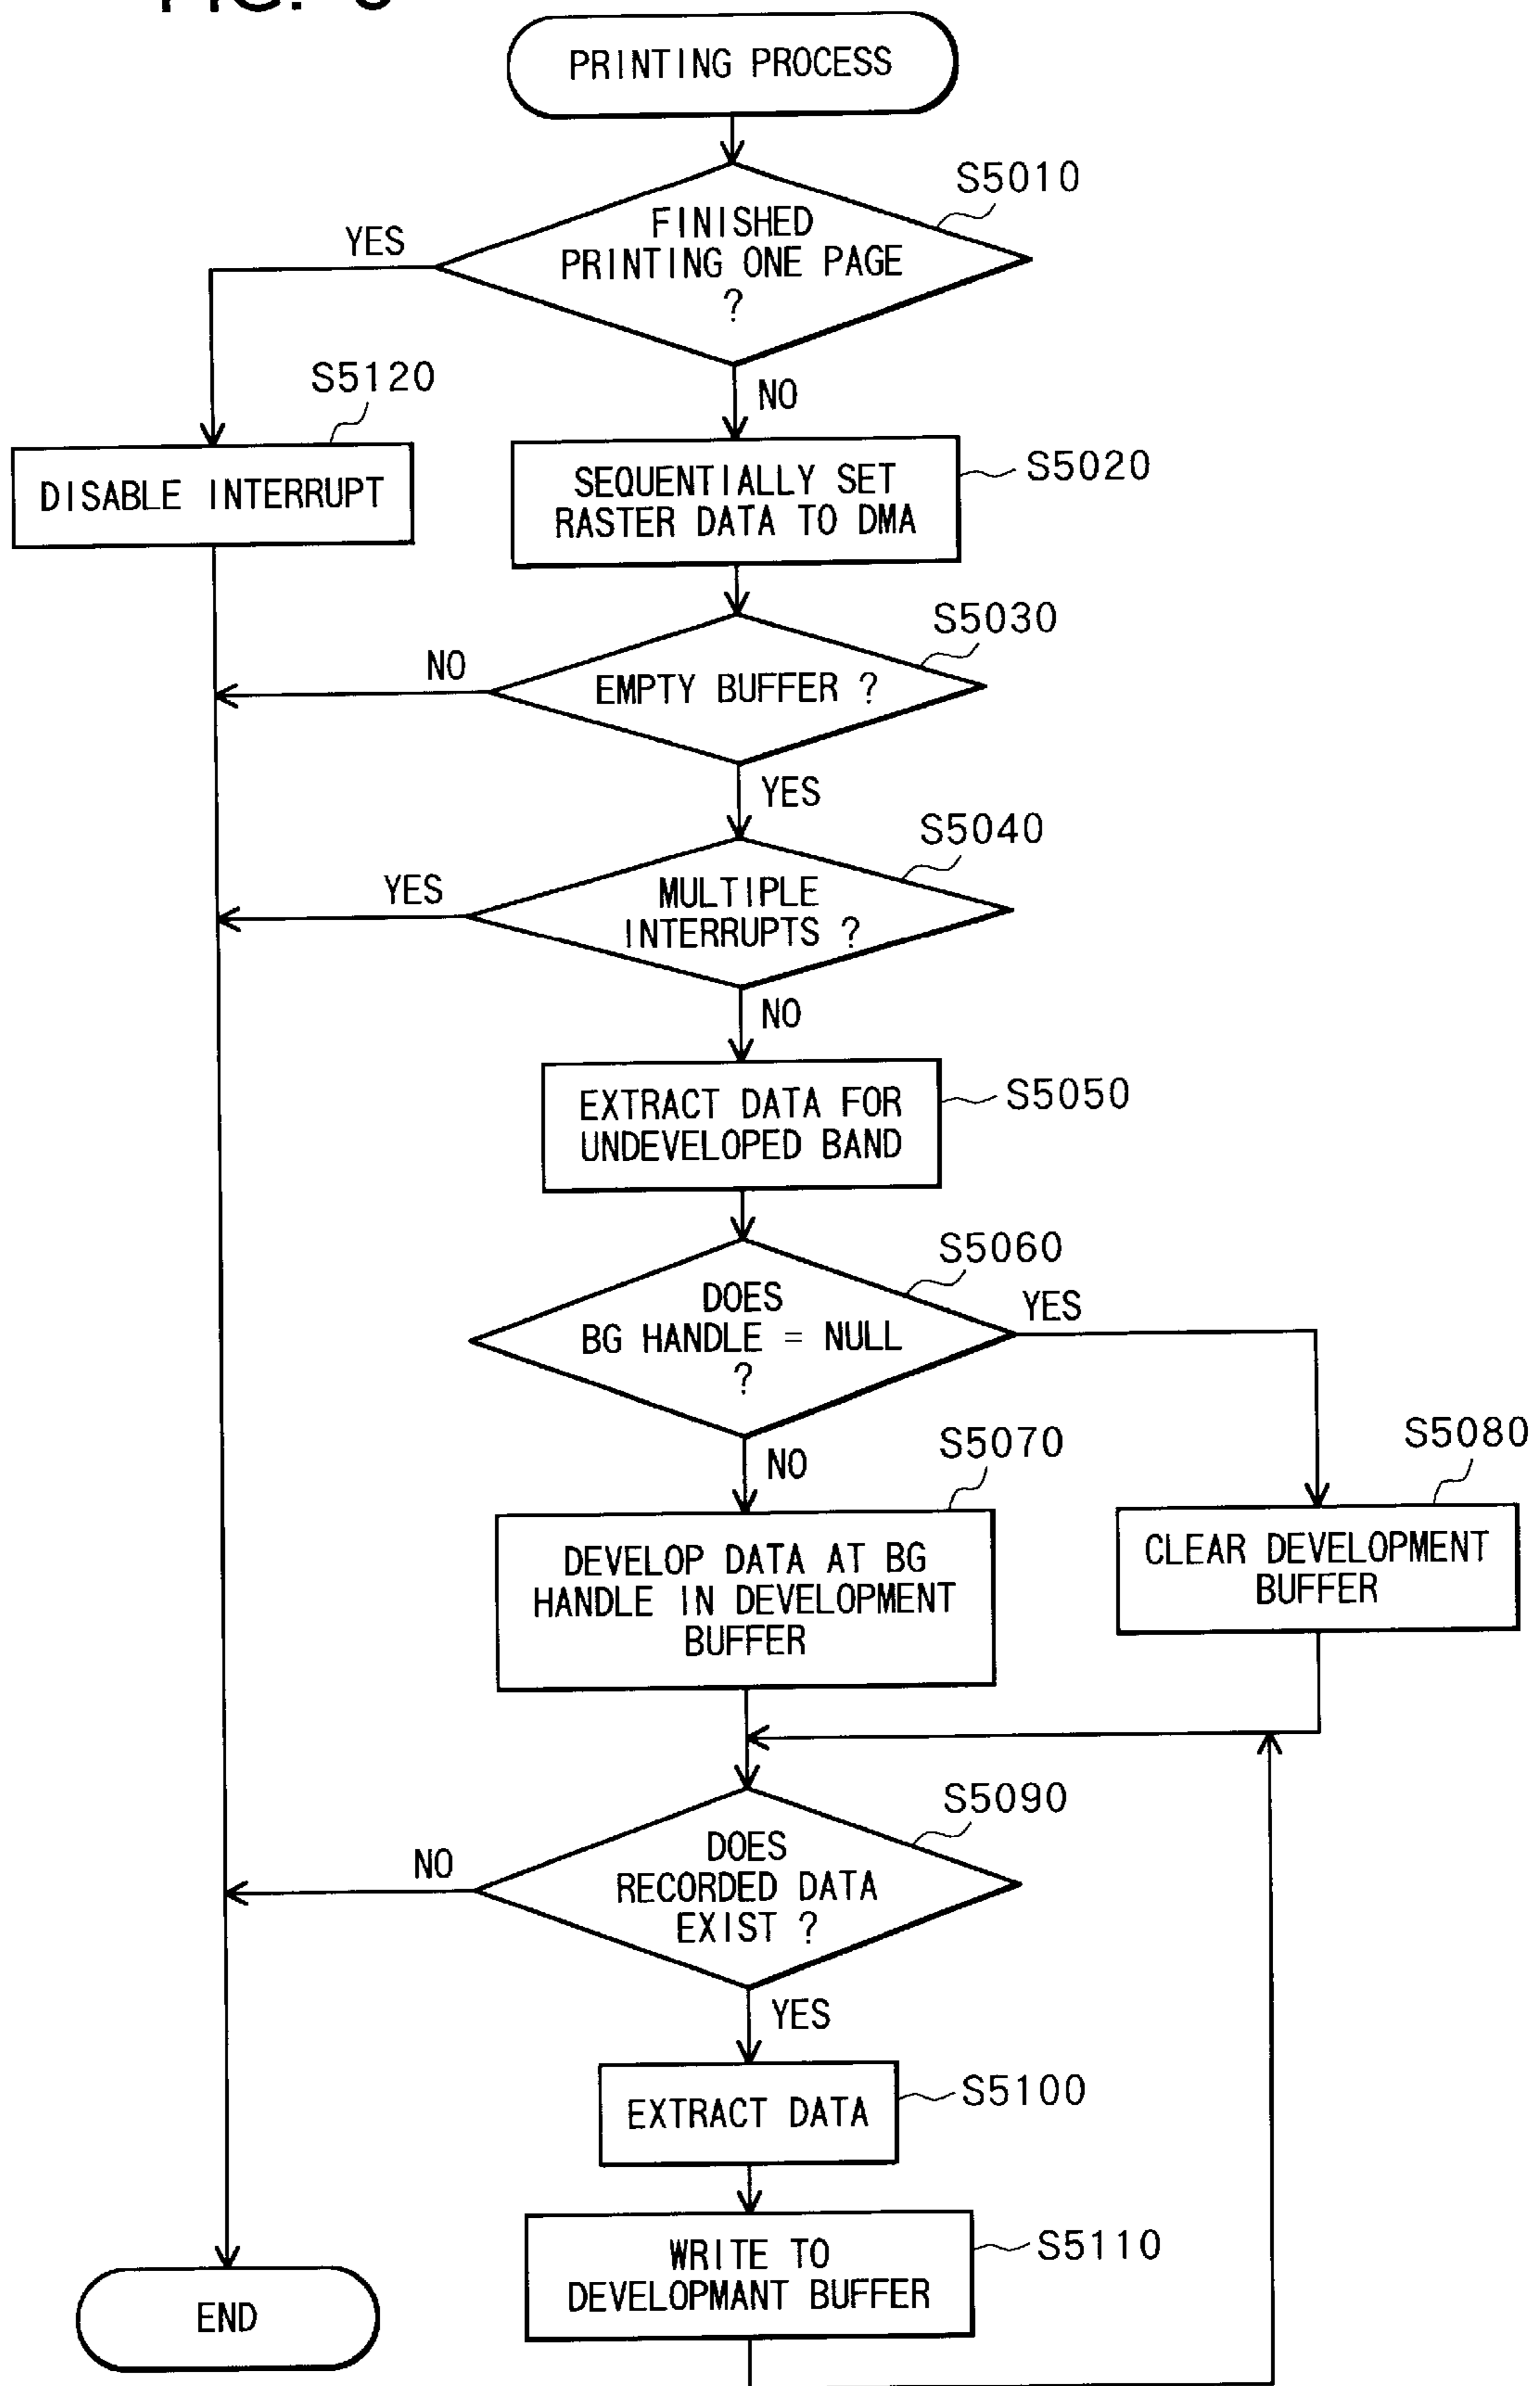 PRINTING PROCESS
S5010
FINISHED
PRINTING ONE PAGE
?
YES
NO
S5120
DISABLE INTERRUPT
S5020
SEQUENTIALLY SET
RASTER DATA TO DMA
S5030
EMPTY BUFFER ?
NO
YES
S5040
MULTIPLE
INTERRUPTS ?
YES
NO
S5050
EXTRACT DATA FOR
UNDEVELOPED BAND
S5060
DOES
BG HANDLE = NULL
?
YES
NO
S5070
DEVELOP DATA AT BG
HANDLE IN DEVELOPMENT
BUFFER
S5080
CLEAR DEVELOPMENT
BUFFER
S5090
DOES
RECORDED DATA
EXIST ?
NO
YES
S5100
EXTRACT DATA
S5110
WRITE TO
DEVELOPMANT BUFFER
END